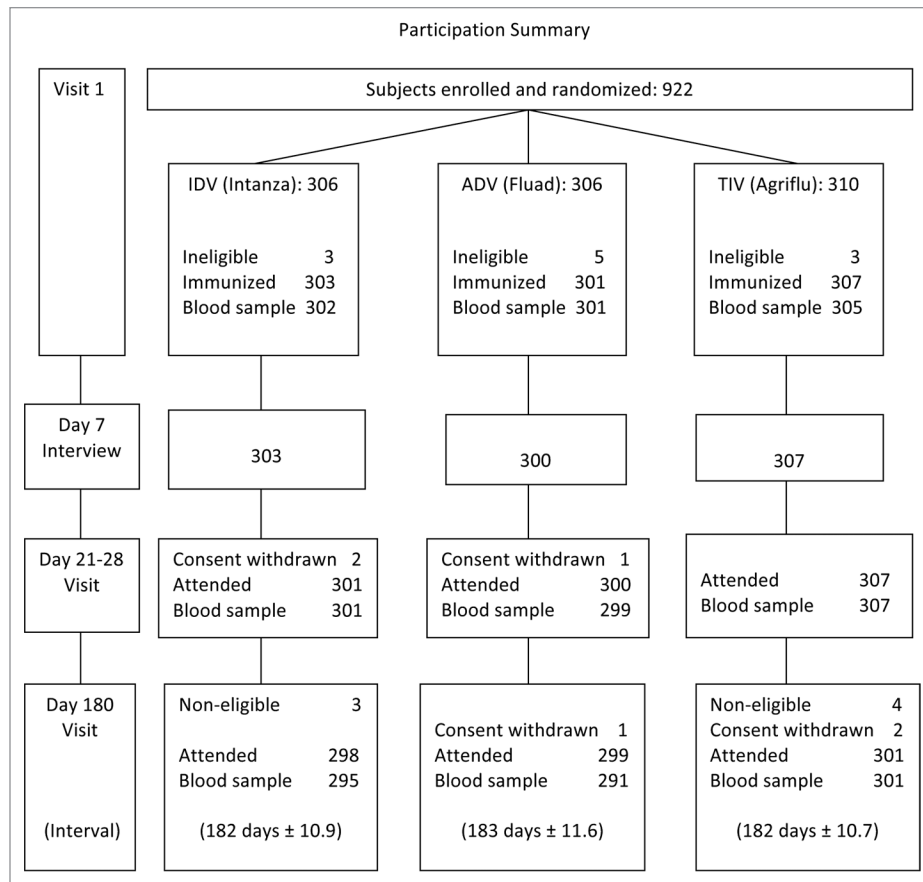 Participation Summary
Visit 1
Subjects enrolled and randomized: 922
IDV (Intanza): 306
Ineligible 3
Immunized 303
Blood sample 302
ADV (Fluad): 306
Ineligible 5
Immunized 301
Blood sample 301
TIV (Agriflu): 310
Ineligible 3
Immunized 307
Blood sample 305
Day 7
Interview
303
300
307
Day 21-28
Visit
Consent withdrawn 2
Attended 301
Blood sample 301
Consent withdrawn 1
Attended 300
Blood sample 299
Attended 307
Blood sample 307
Day 180
Visit
(Interval)
Non-eligible 3
Attended 298
Blood sample 295
(182 days ± 10.9)
Consent withdrawn 1
Attended 299
Blood sample 291
(183 days ± 11.6)
Non-eligible 4
Consent withdrawn 2
Attended 301
Blood sample 301
(182 days ± 10.7)